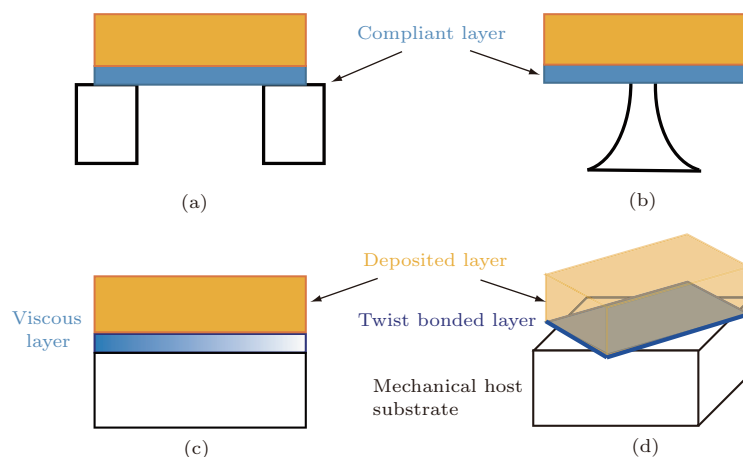 Compliant layer
(a)
(b)
Deposited layer
Viscous
layer
Twist bonded layer
Mechanical host
substrate
(c)
(d)